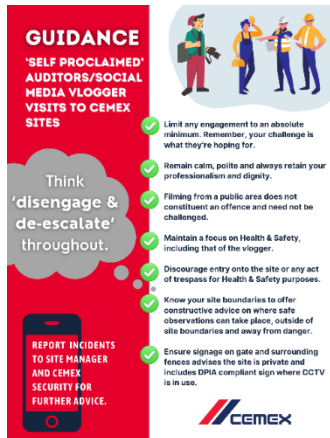 GUIDANCE
'SELF PROCLAIMED'
AUDITORS/SOCIAL
MEDIA VLOGGER
VISITS TO CEMEX
SITES
Think
'disengage &
de-escalate'
throughout.
REPORT INCIDENTS
TO SITE MANAGER
AND CEMEX
SECURITY FOR
FURTHER ADVICE.
Limit any engagement to an absolute
minimum. Remember, your challenge is
what they're hoping for.
Remain calm, polite and always retain your
professionalism and dignity.
Filming from a public area does not
constitute an offence and need not be
challenged.
Maintain a focus on Health & Safety,
including that of the vlogger.
Discourage entry onto the site or any act
of trespass for Health & Safety purposes.
Know your site boundaries to offer
constructive advice on where safe
observations can take place, outside of
site boundaries and away from danger.
Ensure signage on gate and surrounding
fences advises the site is private and
includes DPIA compliant sign where CCTV
is in use.
CEMEX